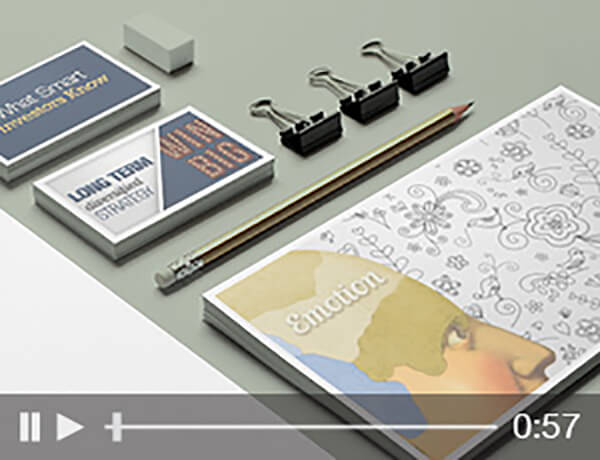 What Smart
Investors Know
LONG TERM
diversified
STRATEGY
WIN
BIG
Emotion
0:57